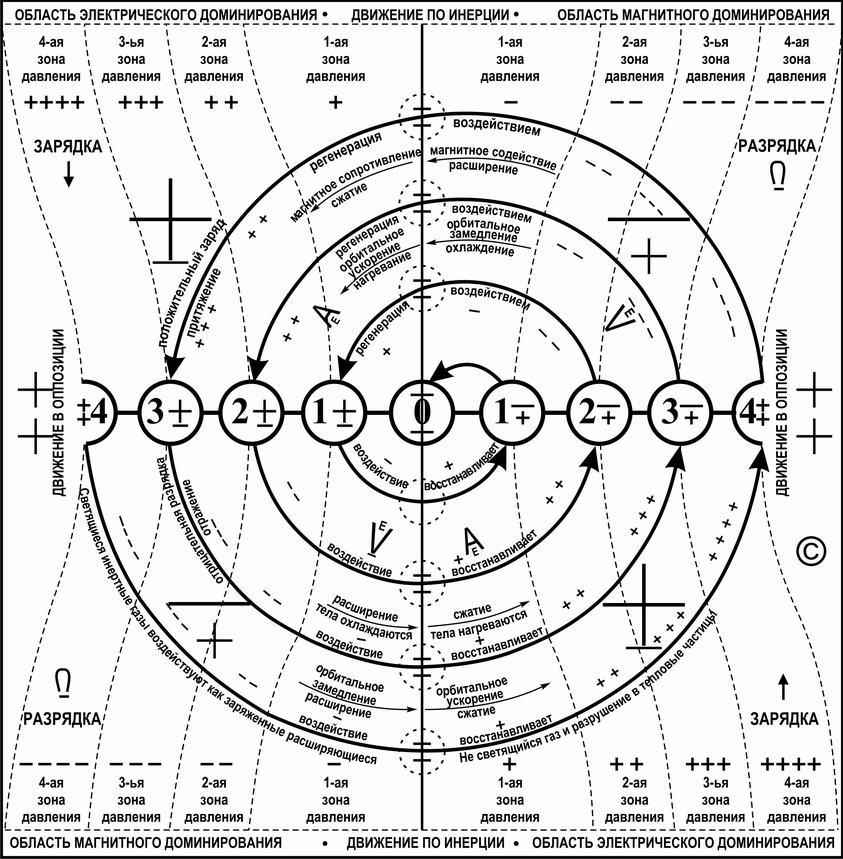 ОБЛАСТЬ ЭЛЕКТРИЧЕСКОГО ДОМИНИРОВАНИЯ • ДВИЖЕНИЕ ПО ИНЕРЦИИ • ОБЛАСТЬ МАГНИТНОГО ДОМИНИРОВАНИЯ
4-ая зона давления
++++
3-ья зона давления
+++
2-ая зона давления
++
1-ая зона давления
+
1-ая зона давления
–
2-ая зона давления
– –
3-ья зона давления
– – –
4-ая зона давления
– – – –
ЗАРЯДКА
РАЗРЯДКА
регенерация
воздействием
магнитное сопротивление
сжатие
магнитное содействие
расширение
положительный заряд
притяжение
+++
++
регенерация
воздействием
орбитальное
ускорение
нагревание
орбитальное
замедление
охлаждение
++
A E
V E
регенерация
воздействием
+
–
ДВИЖЕНИЕ В ОППОЗИЦИИ
ДВИЖЕНИЕ В ОППОЗИЦИИ
‡4
3±
2±
1±
0
1∓
2∓
3∓
4‡
–
+
воздействие
восстанавливает
V E
+ A E
воздействие
восстанавливает
отрицательная разрядка
отражение
©
расширение
тела охлаждаются
–
воздействие
сжатие
тела нагреваются
+
восстанавливает
орбитальное
замедление
расширение
–
воздействие
орбитальное
ускорение
сжатие
+
восстанавливает
Светящиеся инертные газы воздействуют как заряженные расширяющиеся
Не светящийся газ и разрушение в тепловые частицы
РАЗРЯДКА
ЗАРЯДКА
– – – –
4-ая зона давления
– – –
3-ья зона давления
– –
2-ая зона давления
–
1-ая зона давления
+
1-ая зона давления
++
2-ая зона давления
+++
3-ья зона давления
++++
4-ая зона давления
ОБЛАСТЬ МАГНИТНОГО ДОМИНИРОВАНИЯ • ДВИЖЕНИЕ ПО ИНЕРЦИИ • ОБЛАСТЬ ЭЛЕКТРИЧЕСКОГО ДОМИНИРОВАНИЯ